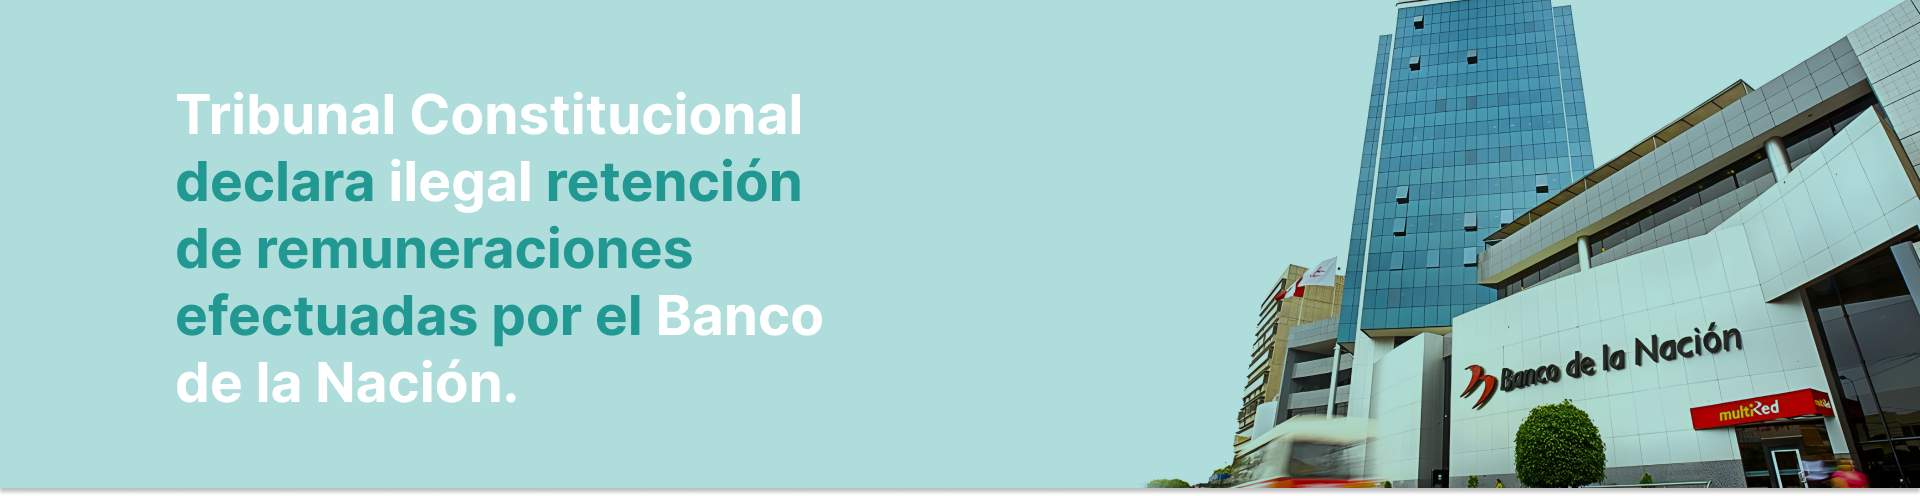 Tribunal Constitucional
declara ilegal retención
de remuneraciones
efectuadas por el Banco
de la Nación.
Banco de la Nación
multiRed